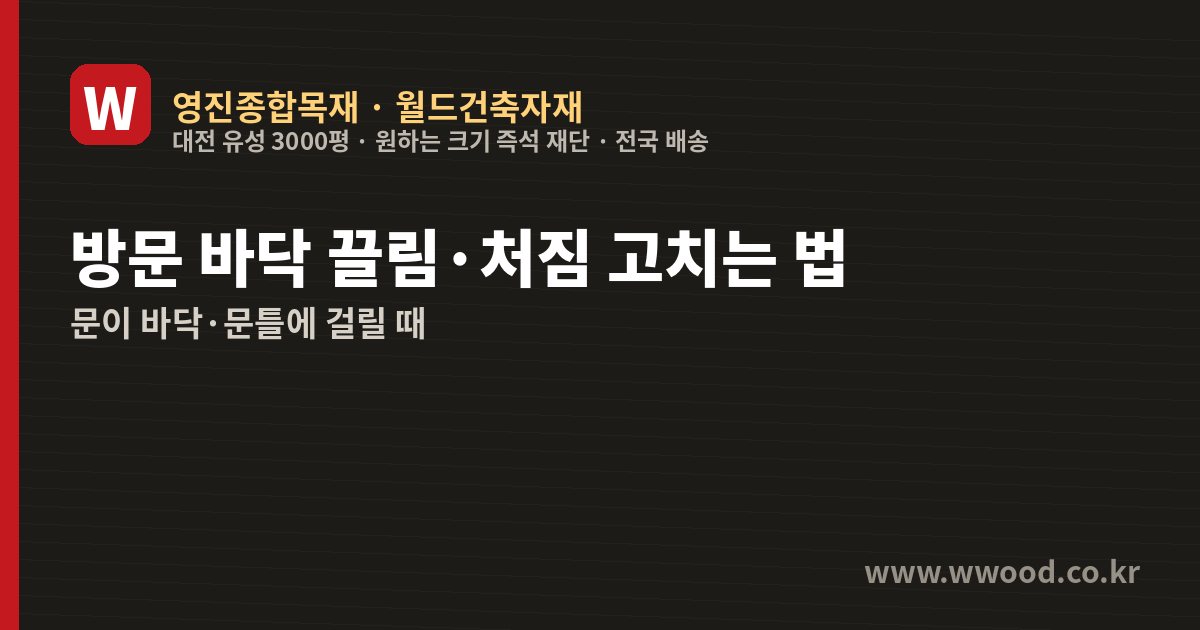 W
영진종합목재 · 월드건축자재
대전 유성 3000평 · 원하는 크기 즉석 재단 · 전국 배송
방문 바닥 끌림·처짐 고치는 법
문이 바닥·문틀에 걸릴 때
www.wwood.co.kr